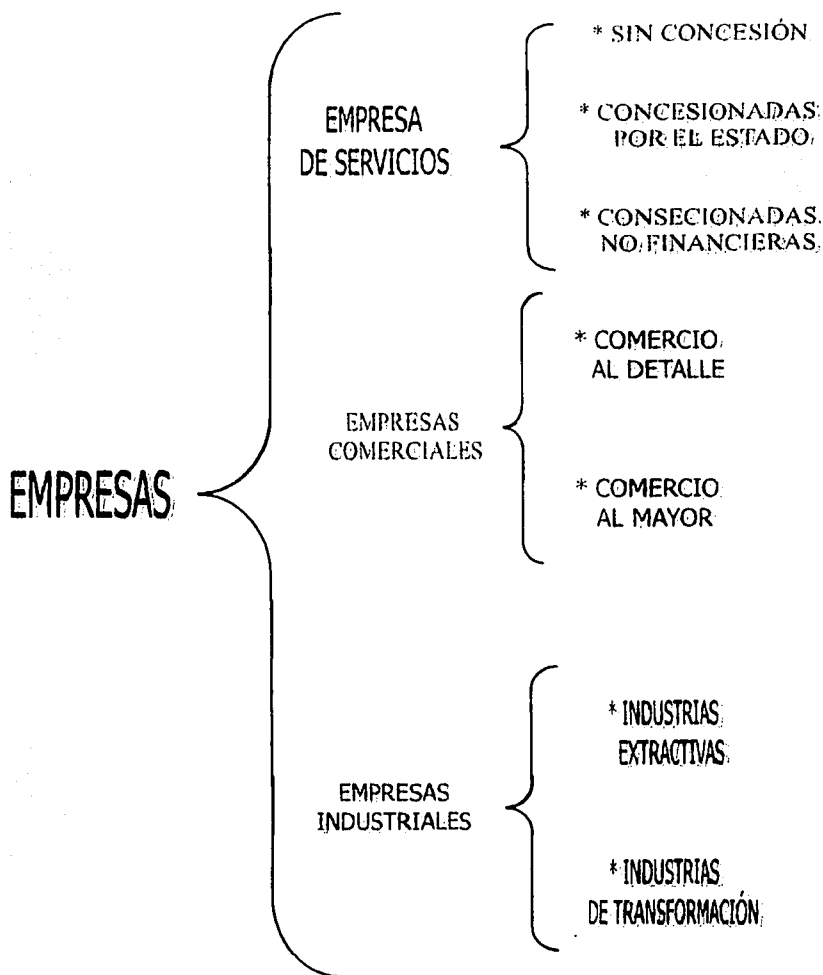 EMPRESAS
EMPRESA
DE SERVICIOS
* SIN CONCESIÓN
* CONCESIONADAS
POR EL ESTADO
* CONSECIONADAS
NO FINANCIERAS
EMPRESAS
COMERCIALES
* COMERCIO
AL DETALLE
* COMERCIO
AL MAYOR
EMPRESAS
INDUSTRIALES
* INDUSTRIAS
EXTRACTIVAS
* INDUSTRIAS
DE TRANSFORMACIÓN